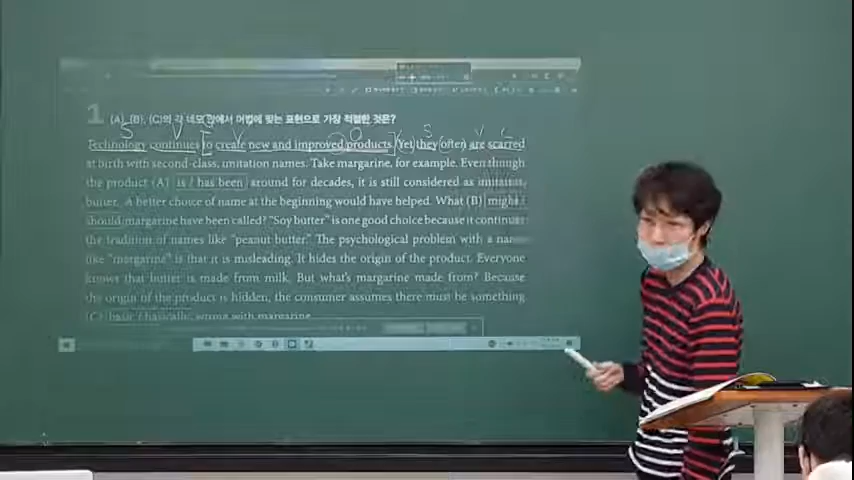 1 (A), (B), (C)의 각 네모 안에서 어법에 맞는 표현으로 가장 적절한 것은?
S V V O S V C
Technology continues [to create new and improved products.] Yet they (often) are scarred
at birth with second-class, imitation names. Take margarine, for example. Even though
the product (A) is / has been around for decades, it is still considered as imitation
butter. A better choice of name at the beginning would have helped. What (B) might /
should margarine have been called? "Soy butter" is one good choice because it continues
the tradition of names like "peanut butter." The psychological problem with a name
like "margarine" is that it is misleading. It hides the origin of the product. Everyone
knows that butter is made from milk. But what's margarine made from? Because
the origin of the product is hidden, the consumer assumes there must be something
(C) basic / basically wrong with margarine.